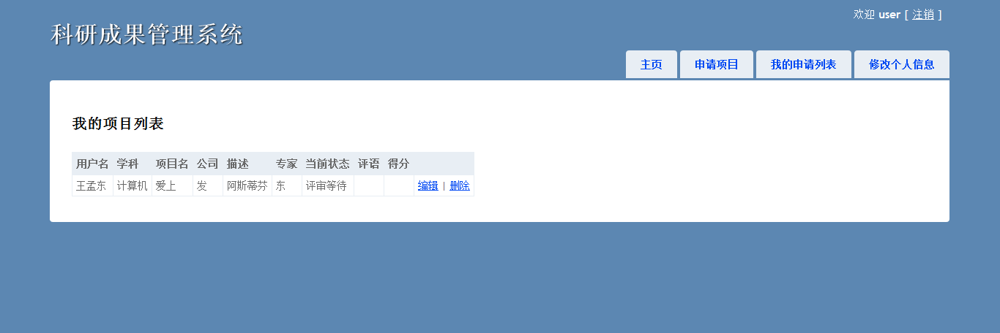 欢迎 user [ 注销 ]
科研成果管理系统
主页 申请项目 我的申请列表 修改个人信息
我的项目列表
用户名 学科 项目名 公司 描述 专家 当前状态 评语 得分
王孟东 计算机 爱上 发 阿斯蒂芬 东 评审等待 编辑 | 删除